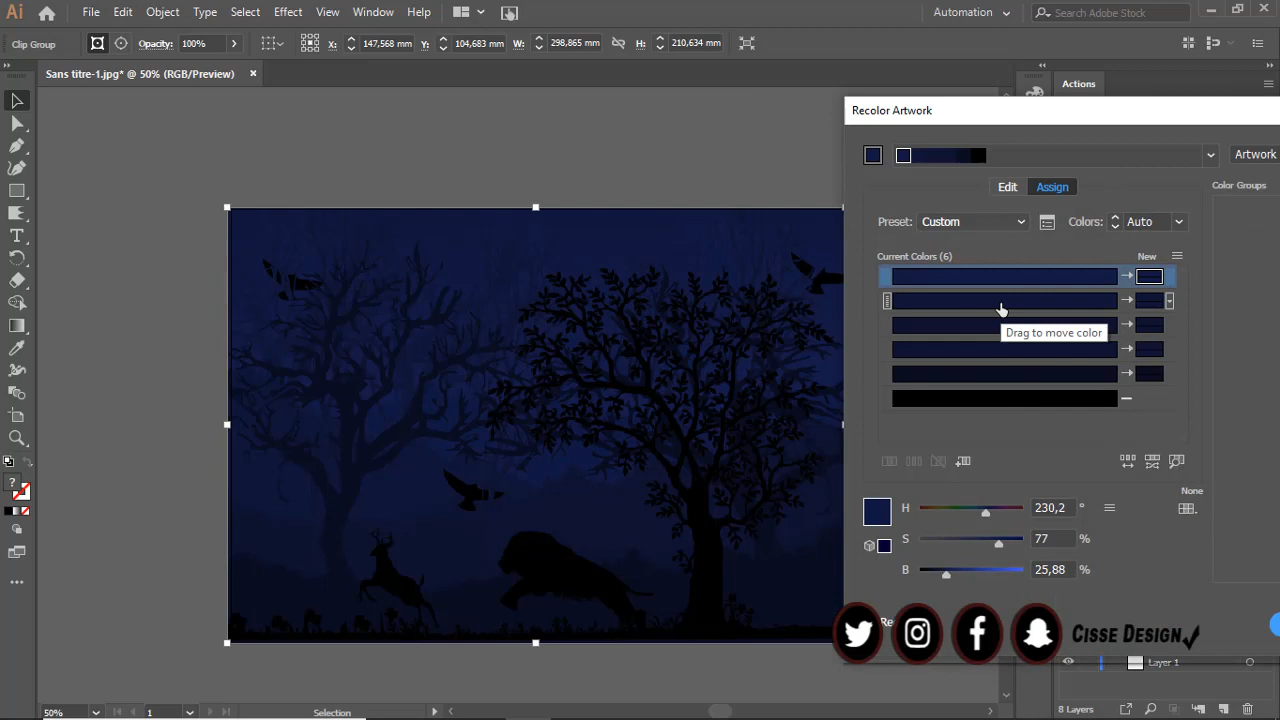 Ai File Edit Object Type Select Effect View Window Help Automation Search Adobe Stock
Clip Group Opacity: 100% X: 147,568 mm Y: 104,683 mm W: 298,865 mm H: 210,634 mm
Sans titre-1.jpg* @ 50% (RGB/Preview) Actions
Recolor Artwork
Artwork
Edit Assign Color Groups
Preset: Custom Colors: Auto
Current Colors (6) New
Drag to move color
None
H 230,2 °
S 77 %
B 25,88 %
Re
CISSE DESIGN
Layer 1
50% 1 Selection 8 Layers